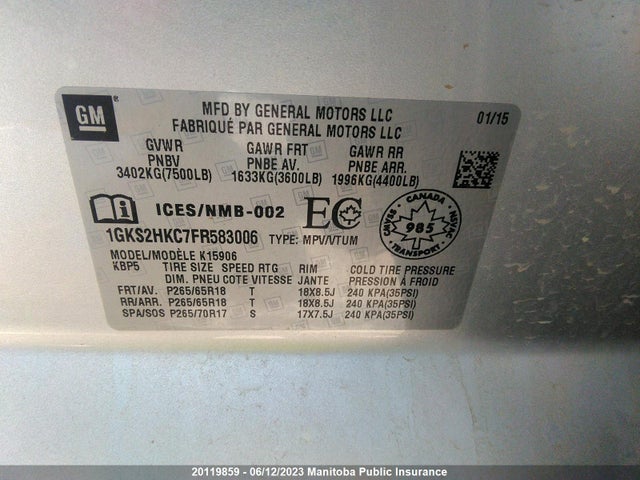 GM ®
MFD BY GENERAL MOTORS LLC
FABRIQUÉ PAR GENERAL MOTORS LLC
01/15
GVWR GAWR FRT GAWR RR
PNBV PNBE AV. PNBE ARR.
3402KG(7500LB) 1633KG(3600LB) 1996KG(4400LB)
ICES/NMB-002 EC
CANADA
985
CMVSS
NSVAC
1GKS2HKC7FR583006 TYPE: MPV/VTUM
MODEL/MODÈLE K15906
KBP5 TIRE SIZE SPEED RTG RIM COLD TIRE PRESSURE
DIM. PNEU COTE VITESSE JANTE PRESSION À FROID
FRT/AV. P265/65R18 T 18X8.5J 240 KPA(35PSI)
RR/ARR. P265/65R18 T 18X8.5J 240 KPA(35PSI)
SPA/SOS P265/70R17 S 17X7.5J 240 KPA(35PSI)
20119859 - 06/12/2023 Manitoba Public Insurance